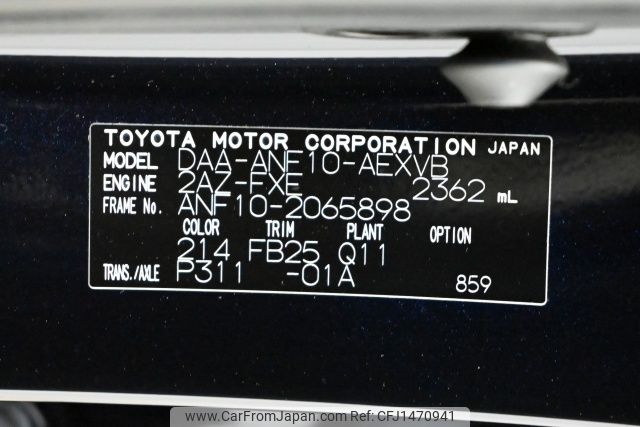 TOYOTA MOTOR CORPORATION JAPAN
MODEL DAA-ANF10-AEXVB
ENGINE 2AZ-FXE 2362 mL
FRAME No. ANF10-2065898
COLOR TRIM PLANT OPTION
214 FB25 Q11
TRANS./AXLE P311 -01A 859
www.CarFromJapan.com Ref:CFJ1470941